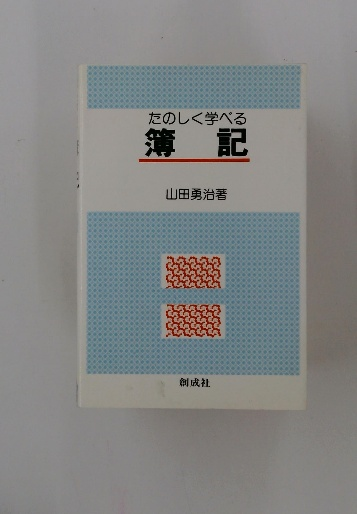 たのしく学べる
簿記
山田勇治著
創成社